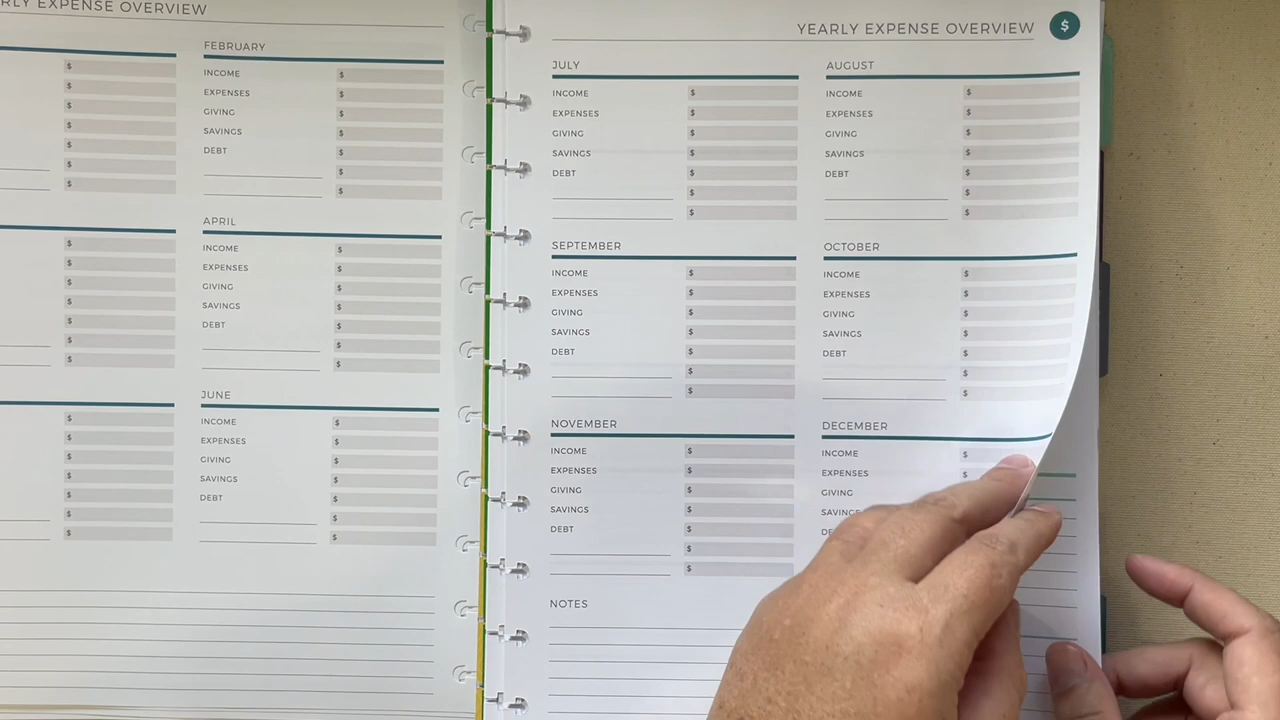 RLY EXPENSE OVERVIEW
$
$
$
$
$
$
$
FEBRUARY
INCOME $
EXPENSES $
GIVING $
SAVINGS $
DEBT $
$
$
$
$
$
$
$
$
$
APRIL
INCOME $
EXPENSES $
GIVING $
SAVINGS $
DEBT $
$
$
$
$
$
$
$
$
$
JUNE
INCOME $
EXPENSES $
GIVING $
SAVINGS $
DEBT $
$
$
YEARLY EXPENSE OVERVIEW $
JULY
INCOME $
EXPENSES $
GIVING $
SAVINGS $
DEBT $
$
$
AUGUST
INCOME $
EXPENSES $
GIVING $
SAVINGS $
DEBT $
$
$
SEPTEMBER
INCOME $
EXPENSES $
GIVING $
SAVINGS $
DEBT $
$
$
OCTOBER
INCOME $
EXPENSES $
GIVING $
SAVINGS $
DEBT $
$
$
NOVEMBER
INCOME $
EXPENSES $
GIVING $
SAVINGS $
DEBT $
$
$
DECEMBER
INCOME $
EXPENSES $
GIVING
SAVINGS
NOTES